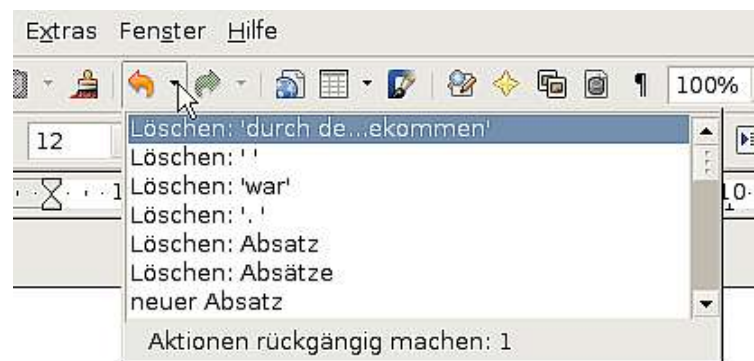 Extras Fenster Hilfe
100%
12
Löschen: 'durch de...ekommen'
Löschen: ' '
Löschen: 'war'
Löschen: '. '
Löschen: Absatz
Löschen: Absätze
neuer Absatz
Aktionen rückgängig machen: 1